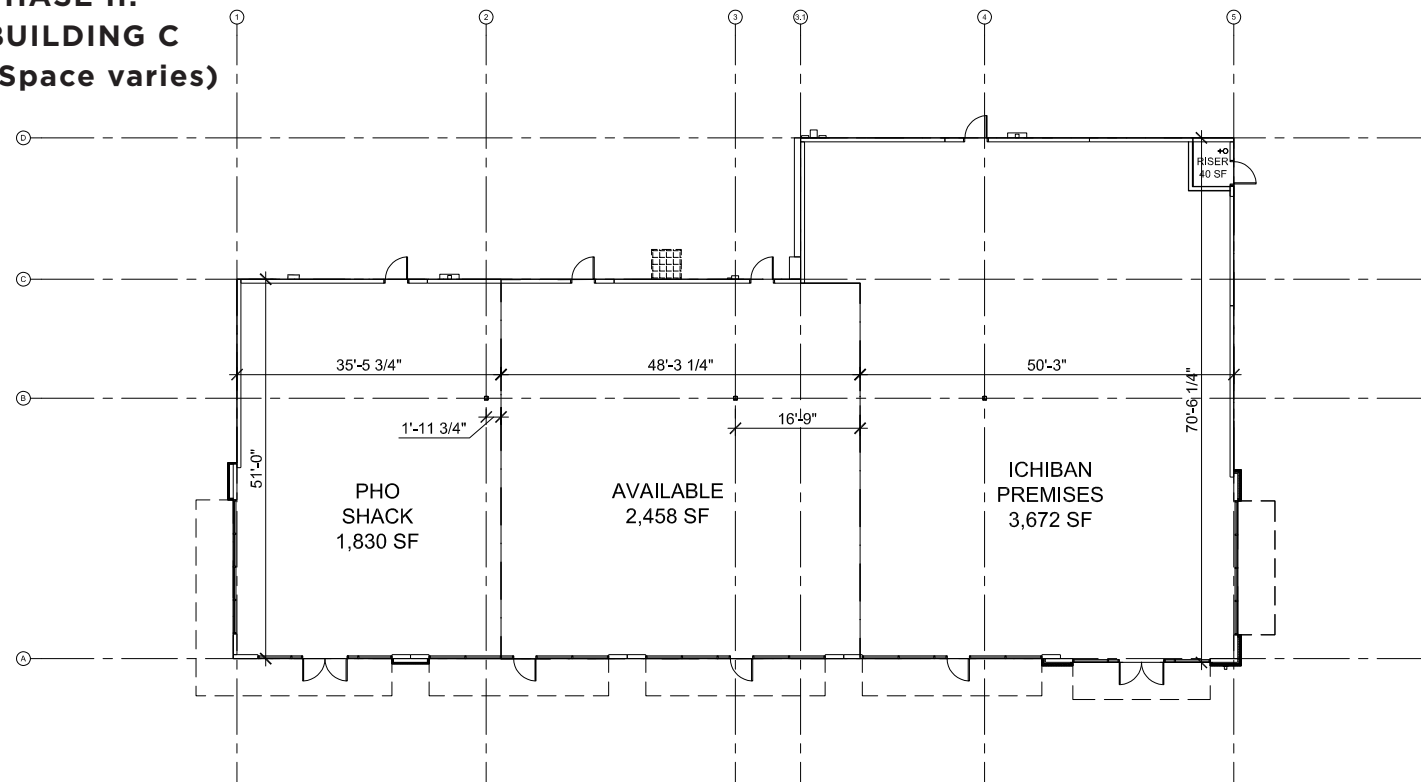 HASE II:
BUILDING C
Space varies)
1
2
3
3.1
4
5
D
RISER
40 SF
C
35'-5 3/4"
48'-3 1/4"
50'-3"
B
1'-11 3/4"
16'-9"
70'-6 1/4"
51'-0"
PHO
SHACK
1,830 SF
AVAILABLE
2,458 SF
ICHIBAN
PREMISES
3,672 SF
A